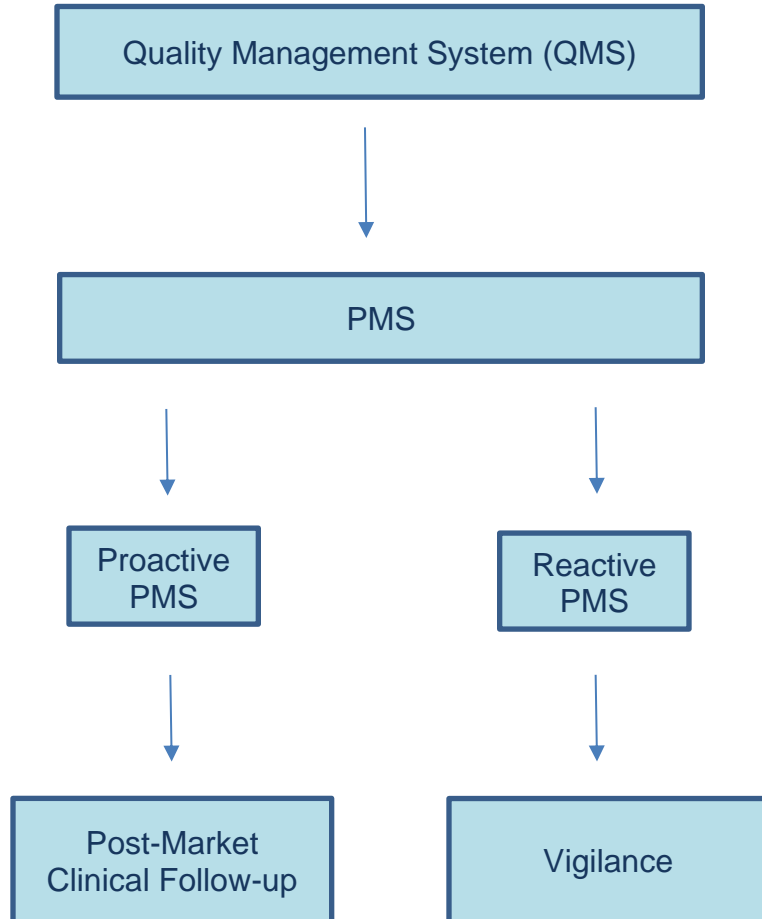 Quality Management System (QMS)
PMS
Proactive
PMS
Reactive
PMS
Post-Market
Clinical Follow-up
Vigilance